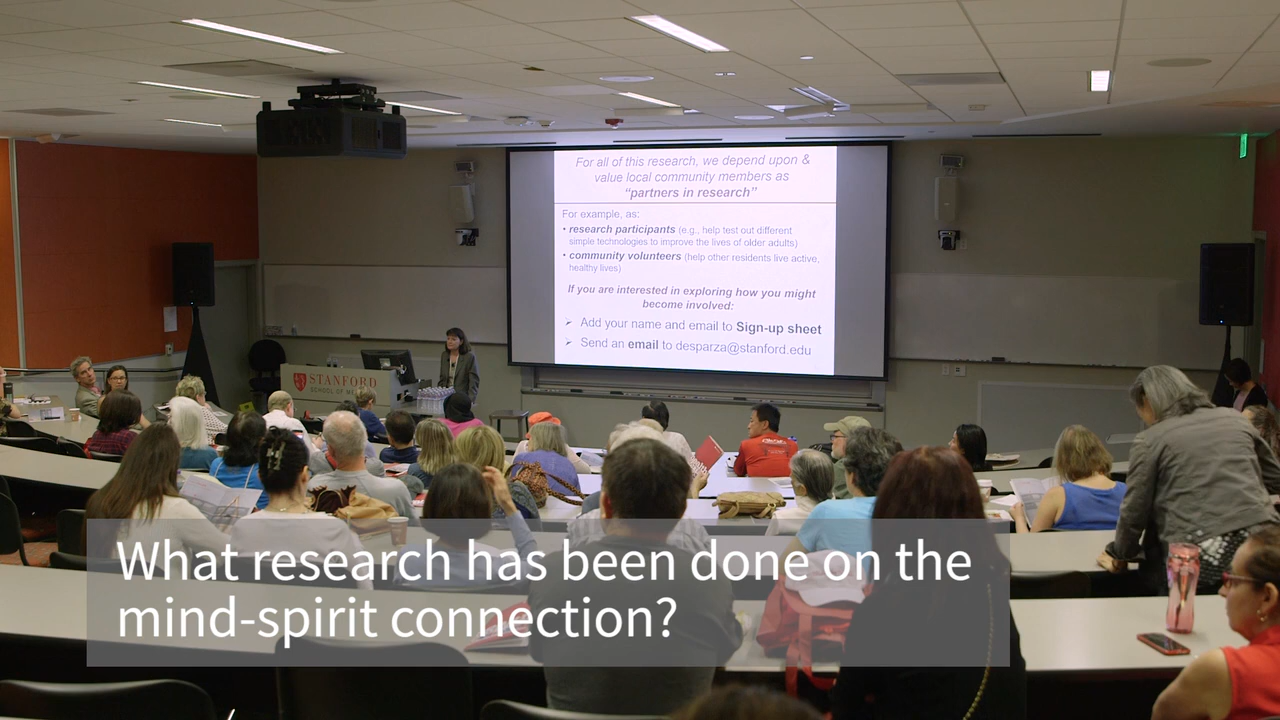 For all of this research, we depend upon &
value local community members as
“partners in research”
For example, as:
• research participants (e.g., help test out different
simple technologies to improve the lives of older adults)
• community volunteers (help other residents live active,
healthy lives)
If you are interested in exploring how you might
become involved:
➢ Add your name and email to Sign-up sheet
➢ Send an email to desparza@stanford.edu
STANFORD
SCHOOL OF
What research has been done on the
mind-spirit connection?